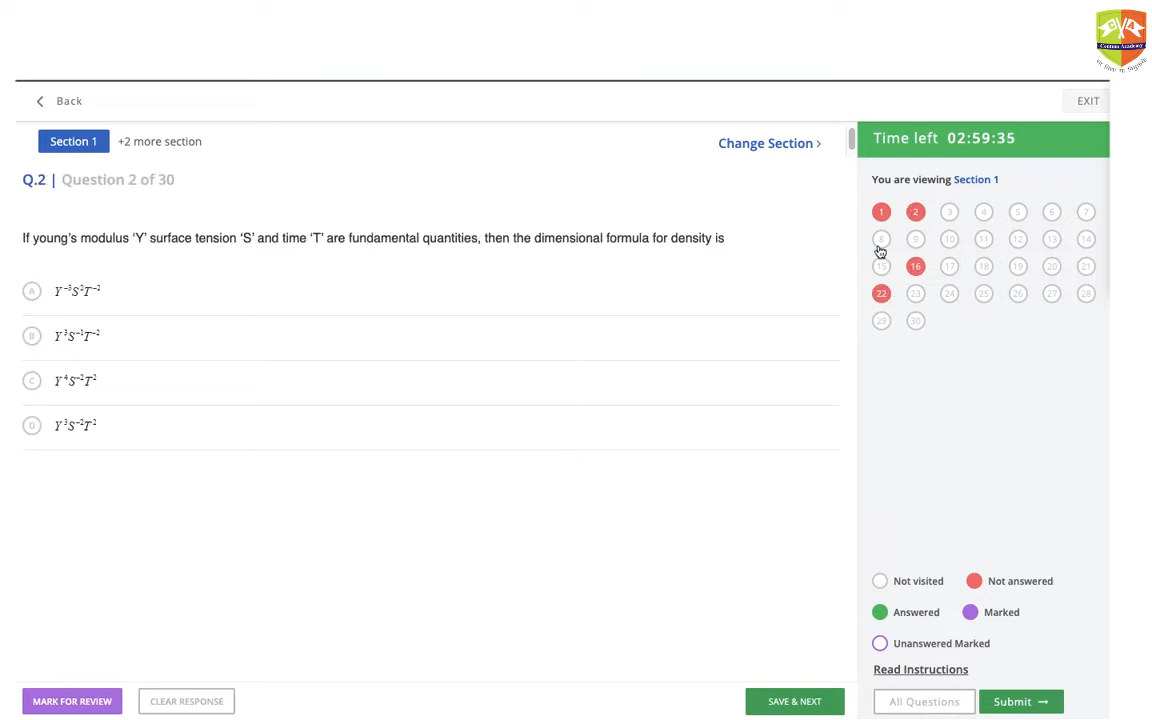 Centum Academy
Back
EXIT
Section 1 +2 more section
Change Section >
Time left 02:59:35
Q.2 | Question 2 of 30
You are viewing Section 1
1 2 3 4 5 6 7
8 9 10 11 12 13 14
15 16 17 18 19 20 21
22 23 24 25 26 27 28
29 30
If young's modulus 'Y' surface tension 'S' and time 'T' are fundamental quantities, then the dimensional formula for density is
A Y⁻³S²T⁻²
B Y³S⁻¹T⁻²
C Y⁴S⁻²T²
D Y³S⁻²T²
Not visited Not answered
Answered Marked
Unanswered Marked
Read Instructions
MARK FOR REVIEW CLEAR RESPONSE SAVE & NEXT
All Questions Submit →